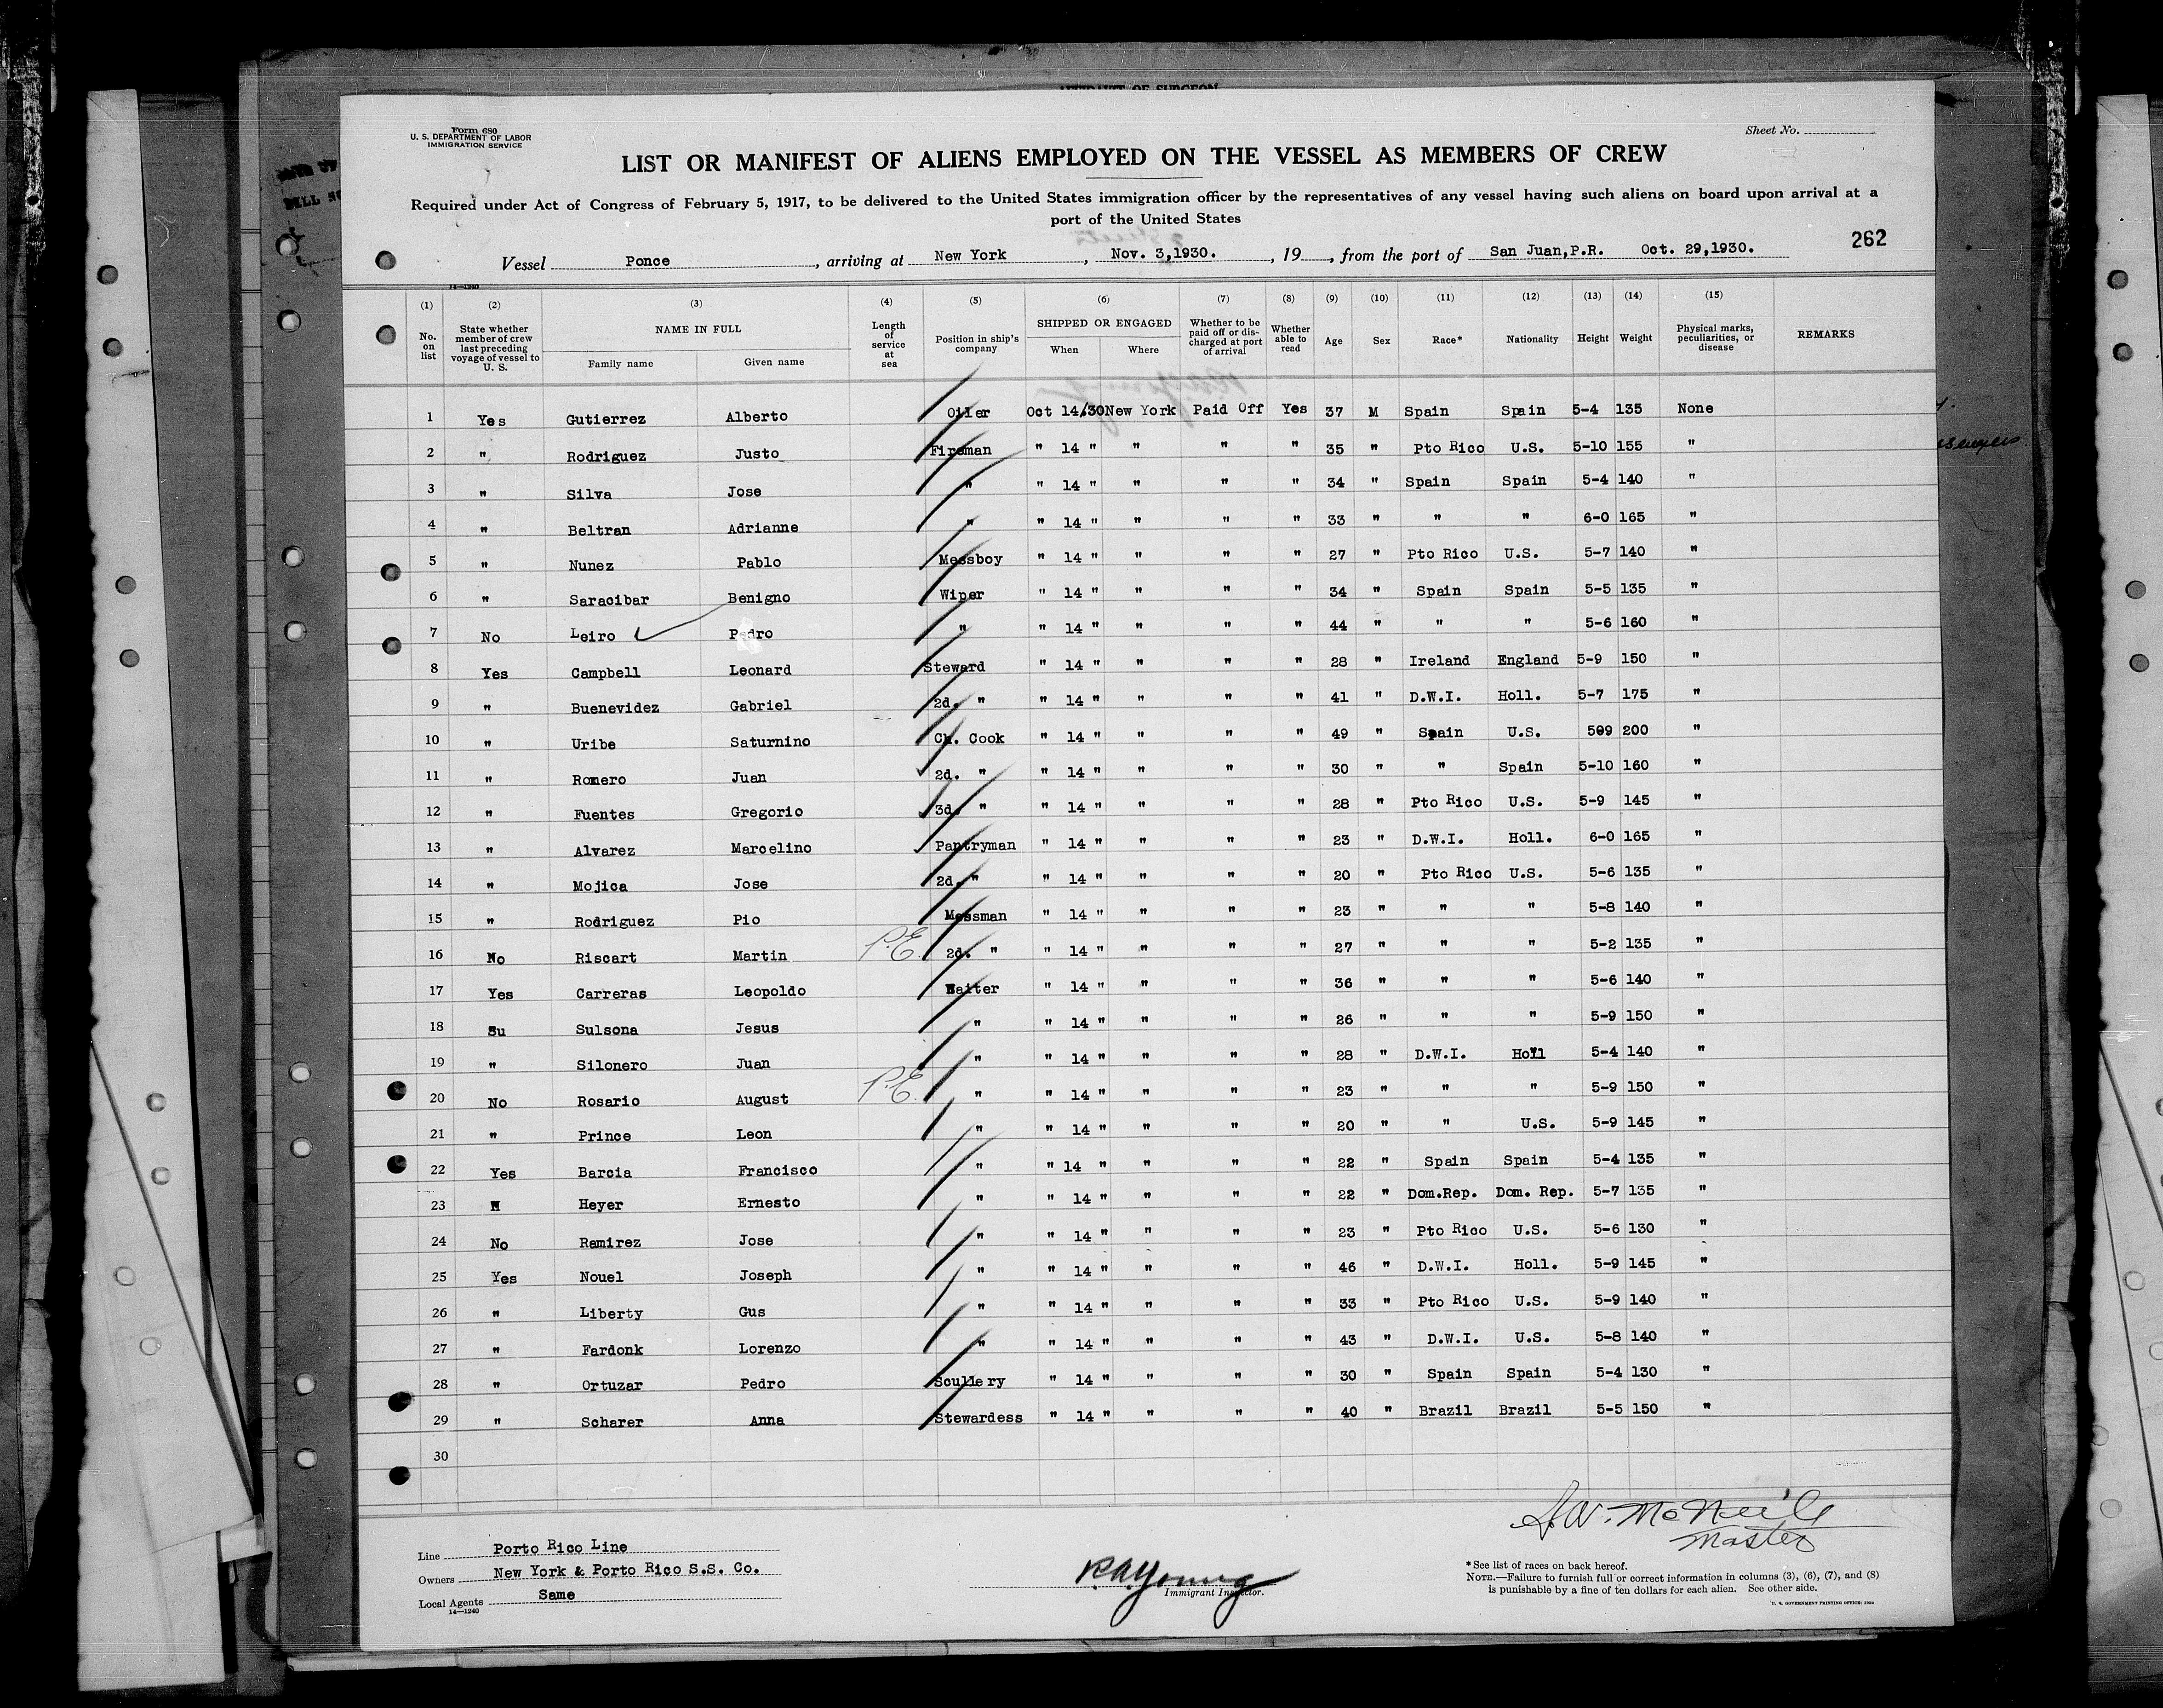 AFFIDAVIT OF SURGEON
Form 680
U. S. DEPARTMENT OF LABOR
IMMIGRATION SERVICE
Sheet No.
LIST OR MANIFEST OF ALIENS EMPLOYED ON THE VESSEL AS MEMBERS OF CREW
Required under Act of Congress of February 5, 1917, to be delivered to the United States immigration officer by the representatives of any vessel having such aliens on board upon arrival at a
port of the United States
262
Vessel Ponce , arriving at New York , Nov. 3,1930. , 19 , from the port of San Juan,P.R. Oct. 29,1930.
14—1240
(1) (2) (3) (4) (5) (6) (7) (8) (9) (10) (11) (12) (13) (14) (15)
No. on list State whether member of crew last preceding voyage of vessel to U. S. NAME IN FULL Family name Given name Length of service at sea Position in ship's company SHIPPED OR ENGAGED When Where Whether to be paid off or discharged at port of arrival Whether able to read Age Sex Race* Nationality Height Weight Physical marks, peculiarities, or disease REMARKS
1 Yes Gutierrez Alberto Oiler Oct 14/30 New York Paid Off Yes 37 M Spain Spain 5-4 135 None
2 " Rodriguez Justo Fireman " 14 " " " " 35 " Pto Rico U.S. 5-10 155 "
3 " Silva Jose " " 14 " " " " 34 " Spain Spain 5-4 140 "
4 " Beltran Adrianne " " 14 " " " " 33 " " " 6-0 165 "
5 " Nunez Pablo Messboy " 14 " " " " 27 " Pto Rico U.S. 5-7 140 "
6 " Saracibar Benigno Wiper " 14 " " " " 34 " Spain Spain 5-5 135 "
7 No Leiro Pedro " " 14 " " " " 44 " " " 5-6 160 "
8 Yes Campbell Leonard Steward " 14 " " " " 28 " Ireland England 5-9 150 "
9 " Buenevidez Gabriel 2d. " " 14 " " " " 41 " D.W.I. Holl. 5-7 175 "
10 " Uribe Saturnino Ch. Cook " 14 " " " " 49 " Spain U.S. 509 200 "
11 " Romero Juan 2d. " " 14 " " " " 30 " " Spain 5-10 160 "
12 " Fuentes Gregorio 3d. " " 14 " " " " 28 " Pto Rico U.S. 5-9 145 "
13 " Alvarez Marcelino Pantryman " 14 " " " " 23 " D.W.I. Holl. 6-0 165 "
14 " Mojica Jose 2d. " " 14 " " " " 20 " Pto Rico U.S. 5-6 135 "
15 " Rodriguez Pio Messman " 14 " " " " 23 " " " 5-8 140 "
16 No Riscart Martin P.E. 2d. " " 14 " " " " 27 " " " 5-2 135 "
17 Yes Carreras Leopoldo Waiter " 14 " " " " 36 " " " 5-6 140 "
18 Su Sulsona Jesus " " 14 " " " " 26 " " " 5-9 150 "
19 " Silonero Juan " " 14 " " " " 28 " D.W.I. Holl 5-4 140 "
20 No Rosario August P.E. " " 14 " " " " 23 " " " 5-9 150 "
21 " Prince Leon " " 14 " " " " 20 " " U.S. 5-9 145 "
22 Yes Barcia Francisco " " 14 " " " " 22 " Spain Spain 5-4 135 "
23 " Heyer Ernesto " " 14 " " " " 22 " Dom.Rep. Dom. Rep. 5-7 135 "
24 No Ramirez Jose " " 14 " " " " 23 " Pto Rico U.S. 5-6 130 "
25 Yes Nouel Joseph " " 14 " " " " 46 " D.W.I. Holl. 5-9 145 "
26 " Liberty Gus " " 14 " " " " 33 " Pto Rico U.S. 5-9 140 "
27 " Fardonk Lorenzo " " 14 " " " " 43 " D.W.I. U.S. 5-8 140 "
28 " Ortuzar Pedro Scullery " 14 " " " " 30 " Spain Spain 5-4 130 "
29 " Scharer Anna Stewardess " 14 " " " " 40 " Brazil Brazil 5-5 150 "
30
Line Porto Rico Line
Owners New York & Porto Rico S.S. Co.
Local Agents Same
14—1240
R.A. Young
Immigrant Inspector.
A.W. McNeile
Master
*See list of races on back hereof.
NOTE.—Failure to furnish full or correct information in columns (3), (6), (7), and (8)
is punishable by a fine of ten dollars for each alien. See other side.
U. S. GOVERNMENT PRINTING OFFICE: 1929